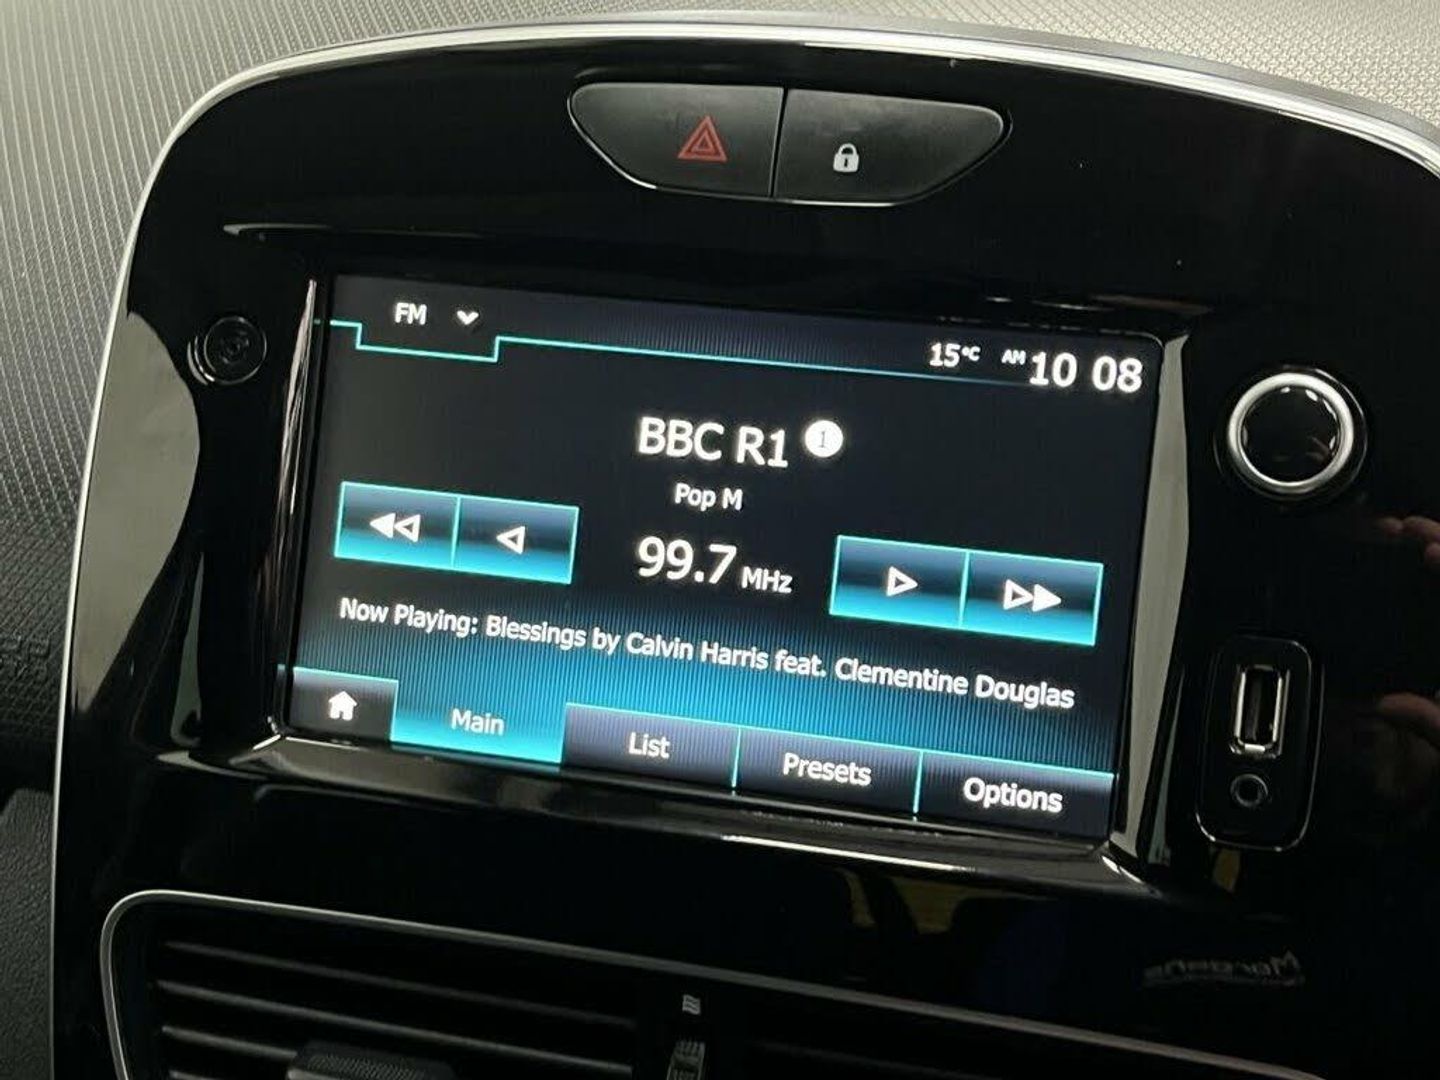 FM
15°C AM 10 08
BBC R1 1
Pop M
99.7 MHz
Now Playing: Blessings by Calvin Harris feat. Clementine Douglas
Main
List
Presets
Options